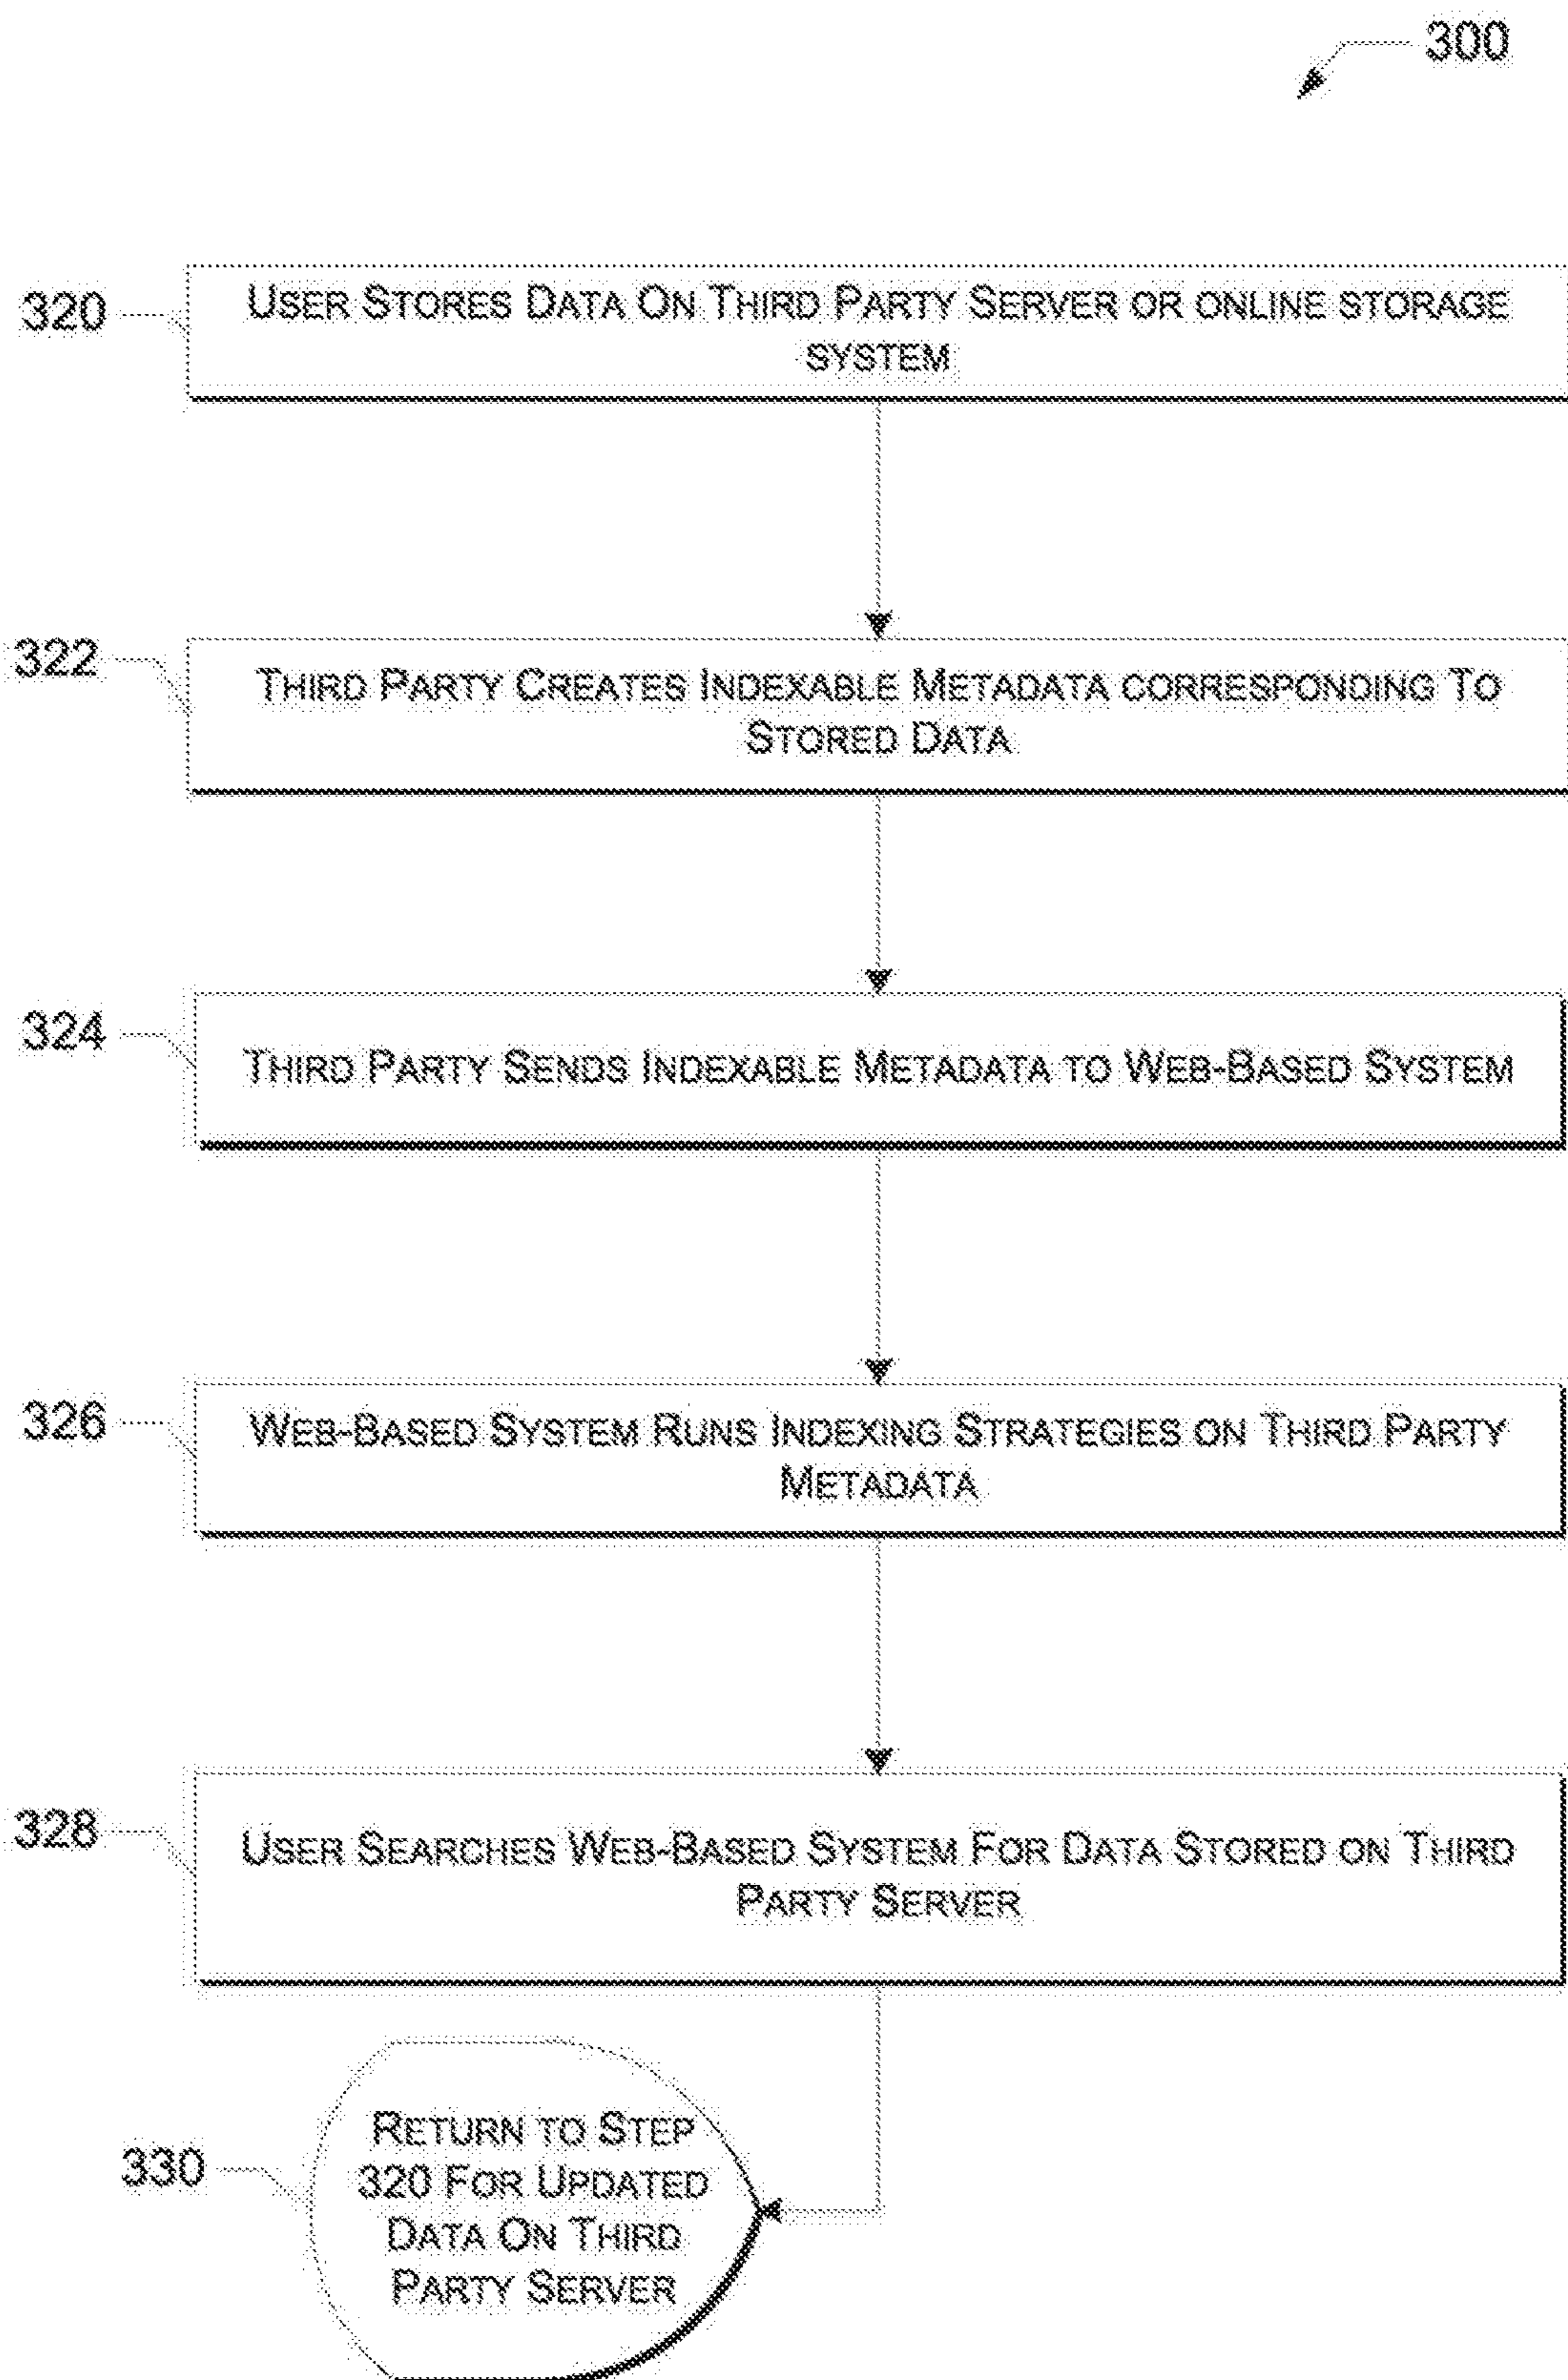 300
320
USER STORES DATA ON THIRD PARTY SERVER OR ONLINE STORAGE
SYSTEM
322
THIRD PARTY CREATES INDEXABLE METADATA CORRESPONDING TO
STORED DATA
324
THIRD PARTY SENDS INDEXABLE METADATA TO WEB-BASED SYSTEM
326
WEB-BASED SYSTEM RUNS INDEXING STRATEGIES ON THIRD PARTY
METADATA
328
USER SEARCHES WEB-BASED SYSTEM FOR DATA STORED ON THIRD
PARTY SERVER
330
RETURN TO STEP
320 FOR UPDATED
DATA ON THIRD
PARTY SERVER